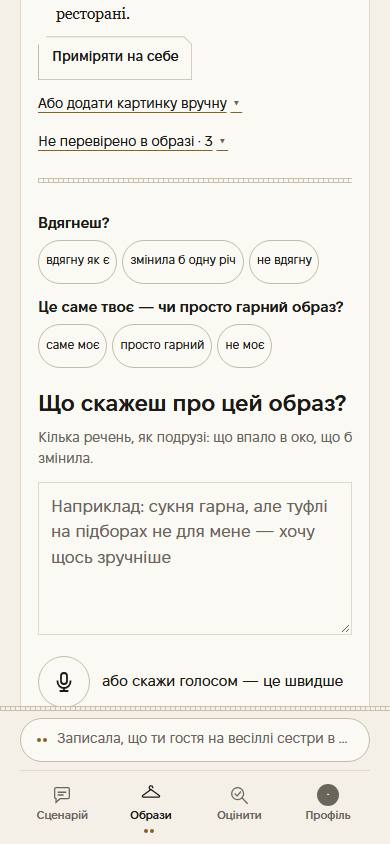 ресторані.
Приміряти на себе
Або додати картинку вручну ▾
Не перевірено в образі · 3 ▾
Вдягнеш?
вдягну як є
змінила б одну річ
не вдягну
Це саме твоє — чи просто гарний образ?
саме моє
просто гарний
не моє
Що скажеш про цей образ?
Кілька речень, як подрузі: що впало в око, що б
змінила.
Наприклад: сукня гарна, але туфлі
на підборах не для мене — хочу
щось зручніше
або скажи голосом — це швидше
Записала, що ти гостя на весіллі сестри в ...
Сценарій
Образи
Оцінити
Профіль